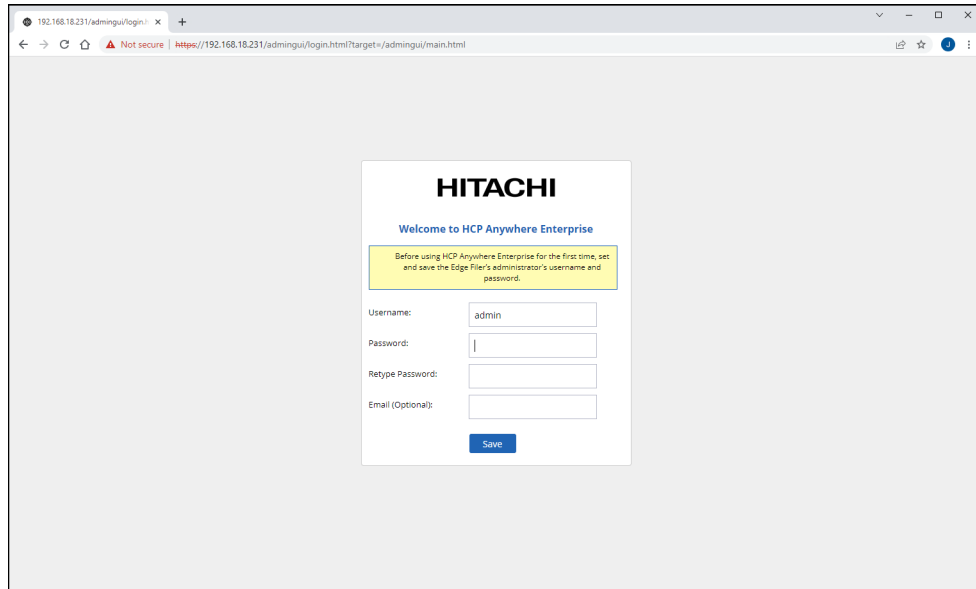 192.168.18.231/admingui/login.h
Not secure | https://192.168.18.231/admingui/login.html?target=/admingui/main.html
J
HITACHI
Welcome to HCP Anywhere Enterprise
Before using HCP Anywhere Enterprise for the first time, set
and save the Edge Filer's administrator's username and
password.
Username:
admin
Password:
Retype Password:
Email (Optional):
Save